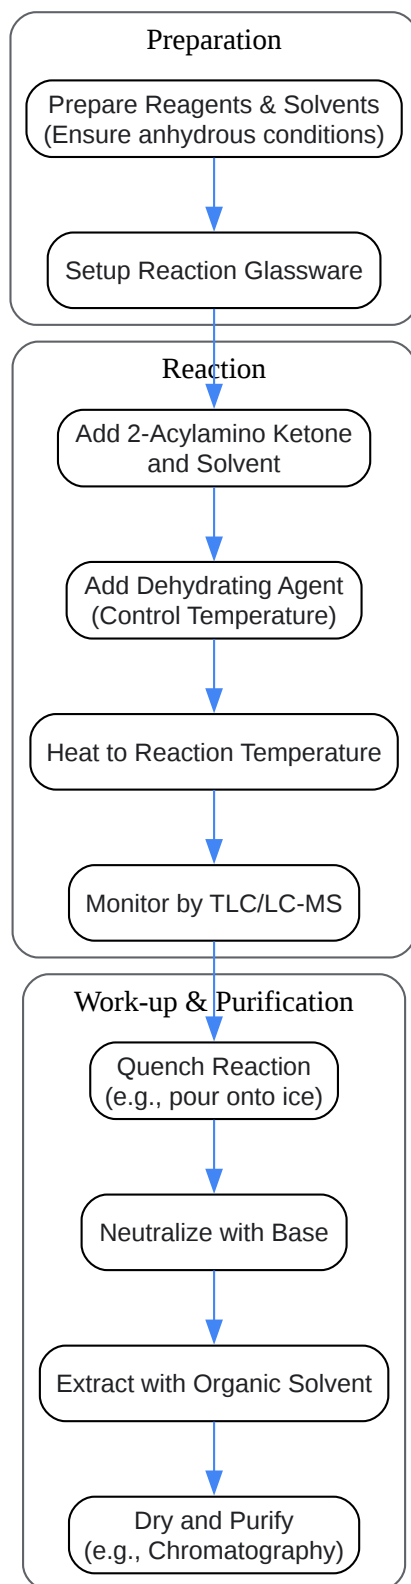 Preparation
Prepare Reagents & Solvents
(Ensure anhydrous conditions)
Setup Reaction Glassware
Reaction
Add 2-Acylamino Ketone
and Solvent
Add Dehydrating Agent
(Control Temperature)
Heat to Reaction Temperature
Monitor by TLC/LC-MS
Work-up & Purification
Quench Reaction
(e.g., pour onto ice)
Neutralize with Base
Extract with Organic Solvent
Dry and Purify
(e.g., Chromatography)